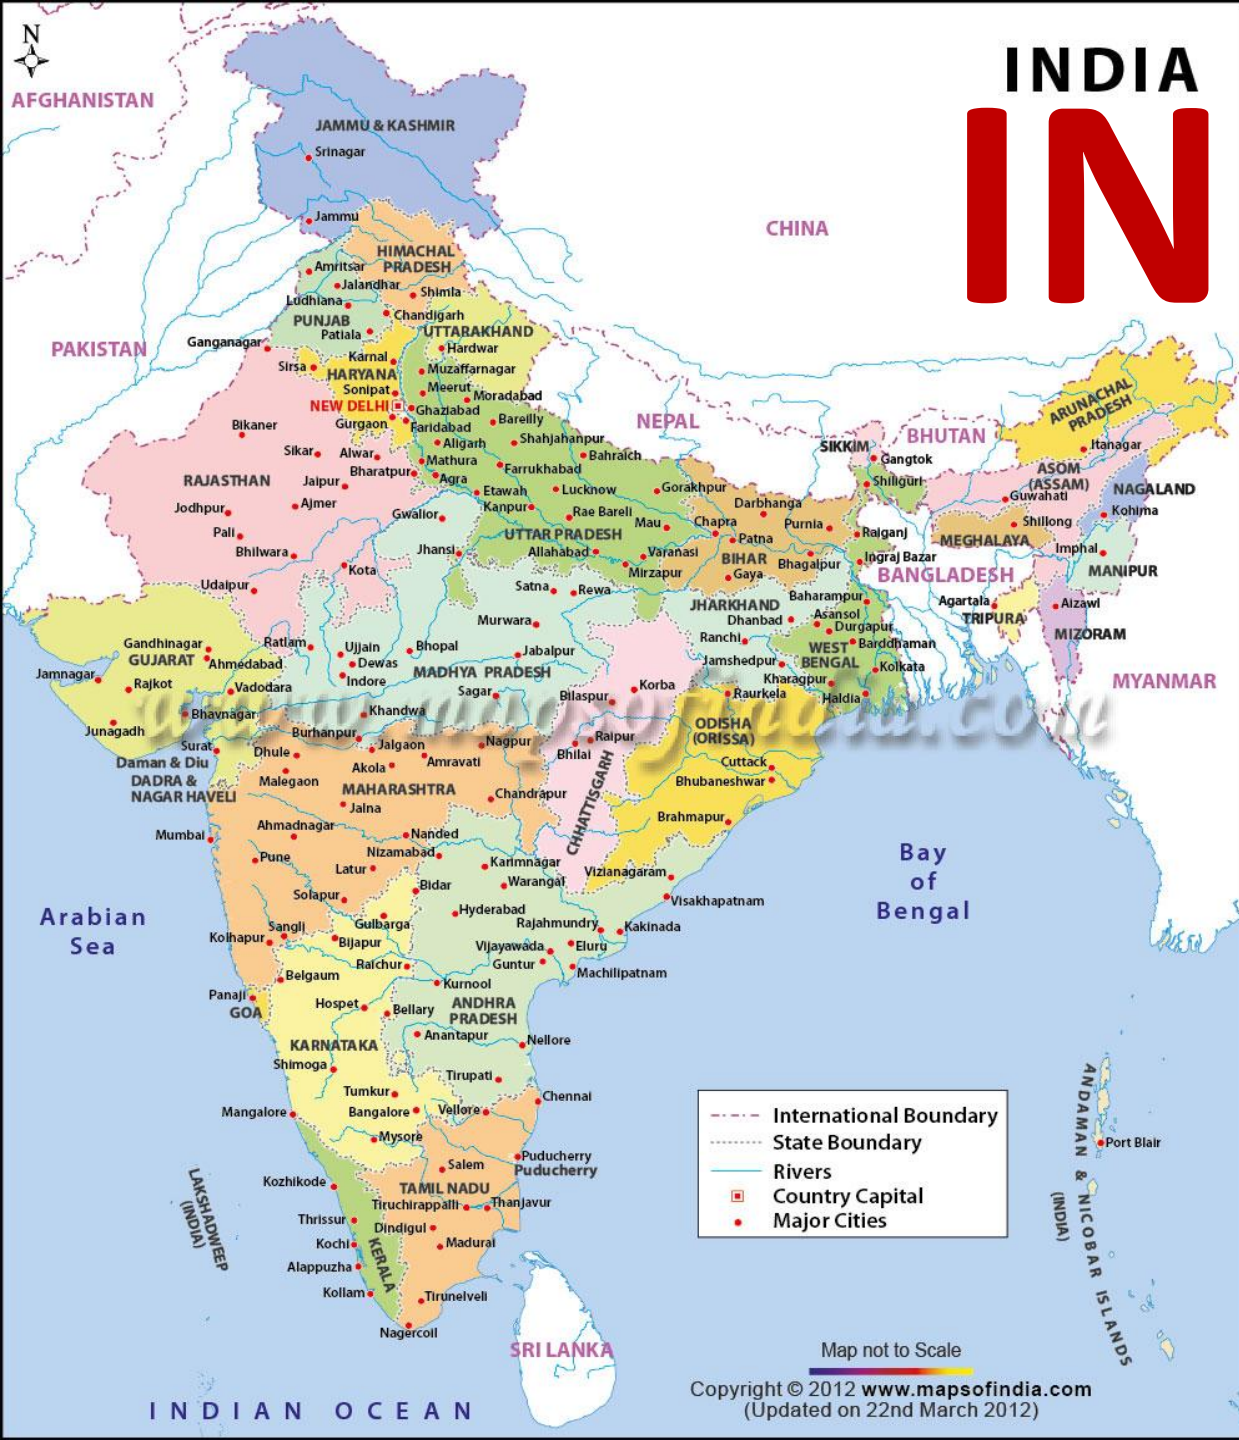 N
INDIA
IN
AFGHANISTAN
JAMMU & KASHMIR
Srinagar
CHINA
Jammu
HIMACHAL
PRADESH
Amritsar
Jalandhar
Shimla
Ludhiana
Chandigarh
PUNJAB
Patiala
UTTARAKHAND
Ganganagar
PAKISTAN
Karnal
Hardwar
Sirsa
HARYANA
Muzaffarnagar
Sonipat
Meerut
Moradabad
NEW DELHI
Ghaziabad
Gurgaon
Faridabad
Bareilly
NEPAL
BHUTAN
ARUNACHAL
PRADESH
Itanagar
Bikaner
Aligarh
Shahjahanpur
SIKKIM
Gangtok
Sikar
Alwar
Mathura
Bahraich
Bharatpur
Farrukhabad
ASOM
(ASSAM)
RAJASTHAN
Jaipur
Agra
Shiliguri
NAGALAND
Etawah
Lucknow
Gorakhpur
Guwahati
Jodhpur
Ajmer
Kanpur
Darbhanga
Kohima
Gwalior
Rae Bareli
Mau
Chapra
Purnia
Shillong
Pali
UTTAR PRADESH
Patna
Raiganj
MEGHALAYA
Bhilwara
Jhansi
Allahabad
Varanasi
BIHAR
Bhagalpur
Ingraj Bazar
Imphal
Kota
Mirzapur
Gaya
BANGLADESH
MANIPUR
Udaipur
Satna
Rewa
Baharampur
Agartala
Aizawl
JHARKHAND
Dhanbad
Asansol
TRIPURA
Murwara
Durgapur
MIZORAM
Gandhinagar
Ratlam
Ujjain
Bhopal
Jabalpur
Ranchi
WEST
BENGAL
Barddhaman
GUJARAT
Ahmedabad
Dewas
MADHYA PRADESH
Jamshedpur
Kolkata
Jamnagar
Rajkot
Vadodara
Indore
Sagar
Korba
Kharagpur
MYANMAR
Bilaspur
Raurkela
Haldia
www.mapsofindia.com
Bhavnagar
Khandwa
Junagadh
Burhanpur
ODISHA
(ORISSA)
Surat
Dhule
Jalgaon
Nagpur
Raipur
Daman & Diu
Akola
Amravati
Bhilai
Cuttack
DADRA &
NAGAR HAVELI
Malegaon
MAHARASHTRA
Chandrapur
CHHATTISGARH
Bhubaneshwar
Jalna
Brahmapur
Mumbai
Ahmadnagar
Nanded
Pune
Nizamabad
Karimnagar
Bay
of
Bengal
Latur
Warangal
Vizianagaram
Solapur
Bidar
Visakhapatnam
Arabian
Sea
Hyderabad
Sangli
Gulbarga
Rajahmundry
Kakinada
Kolhapur
Bijapur
Vijayawada
Eluru
Raichur
Guntur
Machilipatnam
Belgaum
Kurnool
Panaji
Hospet
Bellary
ANDHRA
PRADESH
GOA
Anantapur
Nellore
KARNATAKA
Shimoga
Tirupati
Tumkur
Chennai
Mangalore
Bangalore
Vellore
Mysore
Puducherry
Puducherry
Salem
Kozhikode
TAMIL NADU
Tiruchirappalli
Thanjavur
Thrissur
Dindigul
Kochi
KERALA
Madurai
Alappuzha
Kollam
Tirunelveli
Nagercoil
LAKSHADWEEP
(INDIA)
SRI LANKA
INDIAN OCEAN
International Boundary
State Boundary
Rivers
Country Capital
Major Cities
ANDAMAN & NICOBAR ISLANDS
(INDIA)
Port Blair
Map not to Scale
Copyright © 2012 www.mapsofindia.com
(Updated on 22nd March 2012)